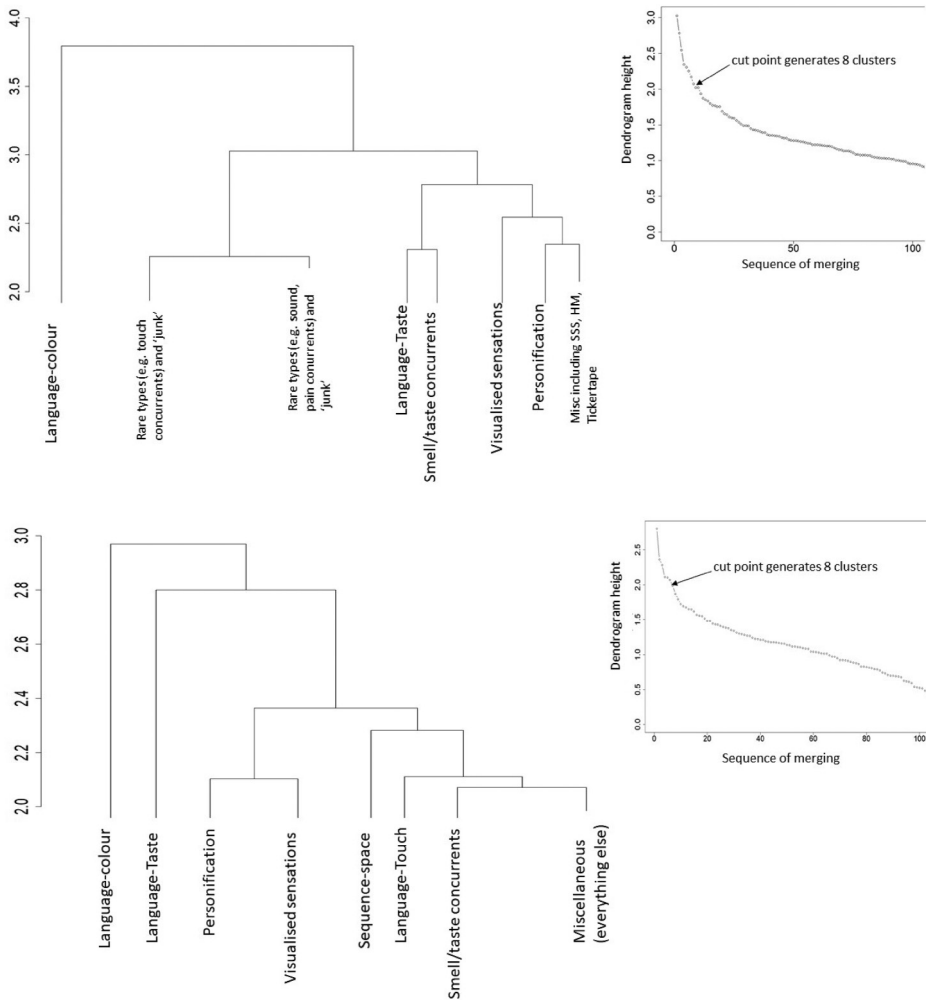 4.0
3.5
3.0
2.5
2.0
Language-colour
Rare types (e.g. touch
concurrents) and 'junk'
Rare types (e.g. sound,
pain conurrents) and
'junk'
Language-Taste
Smell/taste concurrents
Visualised sensations
Personification
Misc including SSS, HM,
Tickertape
Dendrogram height
3.0
2.5
2.0
1.5
1.0
0.5
0.0
cut point generates 8 clusters
0
50
100
Sequence of merging
3.0
2.8
2.6
2.4
2.2
2.0
Language-colour
Language-Taste
Personification
Visualised sensations
Sequence-space
Language-Touch
Smell/taste concurrents
Miscellaneous
(everything else)
Dendrogram height
2.5
2.0
1.5
1.0
0.5
0.0
cut point generates 8 clusters
0
20
40
60
80
100
Sequence of merging